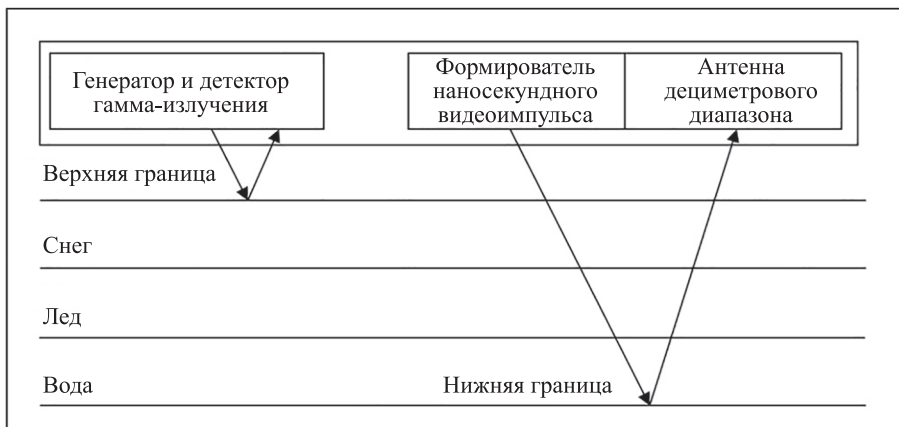 Генератор и детектор
гамма-излучения
Формирователь
наносекундного
видеоимпульса
Антенна
дециметрового
диапазона
Верхняя граница
Снег
Лед
Вода
Нижняя граница